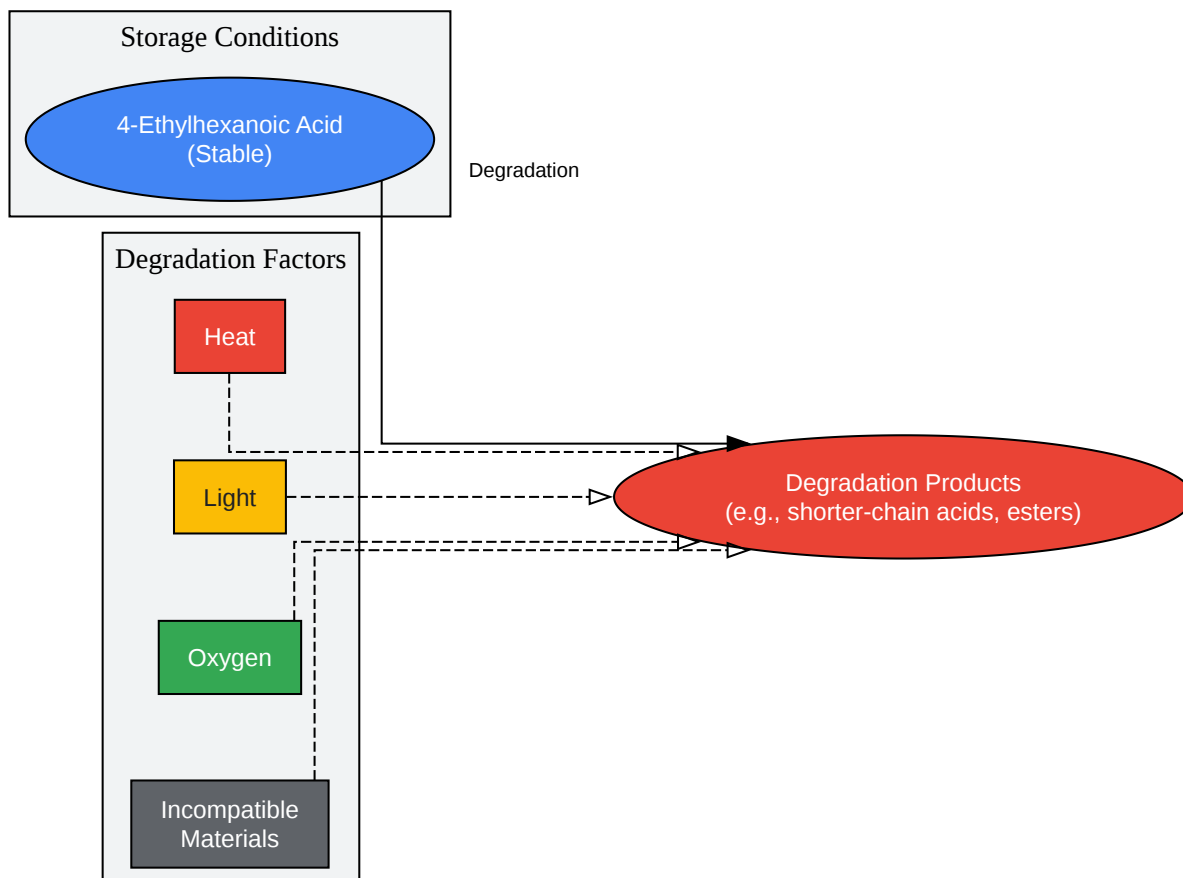 Storage Conditions
4-Ethylhexanoic Acid
(Stable)
Degradation
Degradation Factors
Heat
Light
Degradation Products
(e.g., shorter-chain acids, esters)
Oxygen
Incompatible
Materials